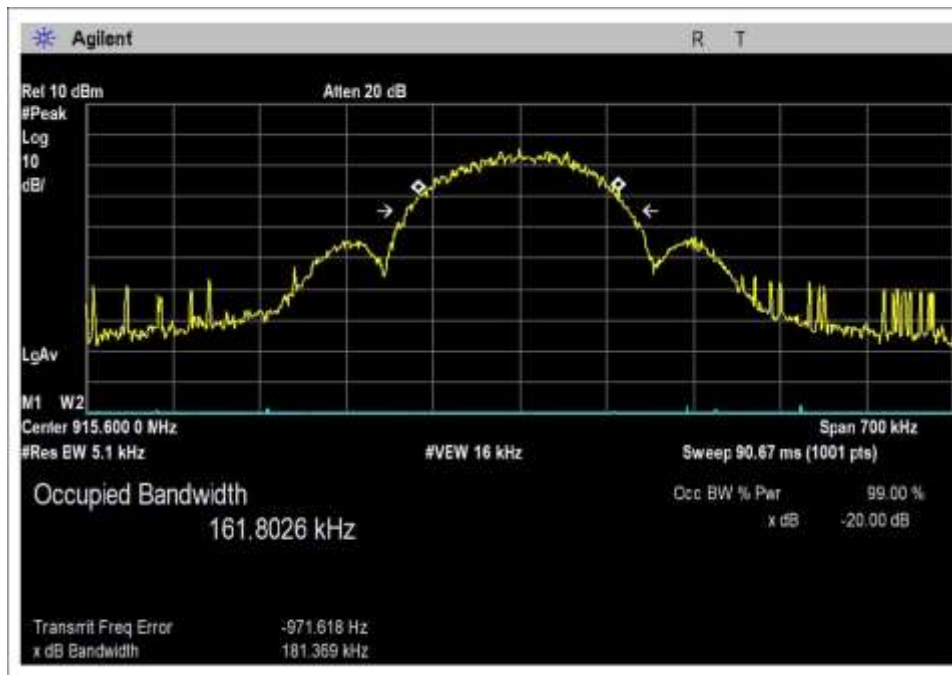 Agilent R T
Ref 10 dBm Atten 20 dB
#Peak
Log
10
dB/
LgAv
M1 W2
Center 915.600 0 MHz Span 700 kHz
#Res BW 5.1 kHz #VBW 16 kHz Sweep 90.67 ms (1001 pts)
Occupied Bandwidth Occ BW % Pwr 99.00 %
161.8026 kHz x dB -20.00 dB
Transmit Freq Error -971.618 Hz
x dB Bandwidth 181.369 kHz